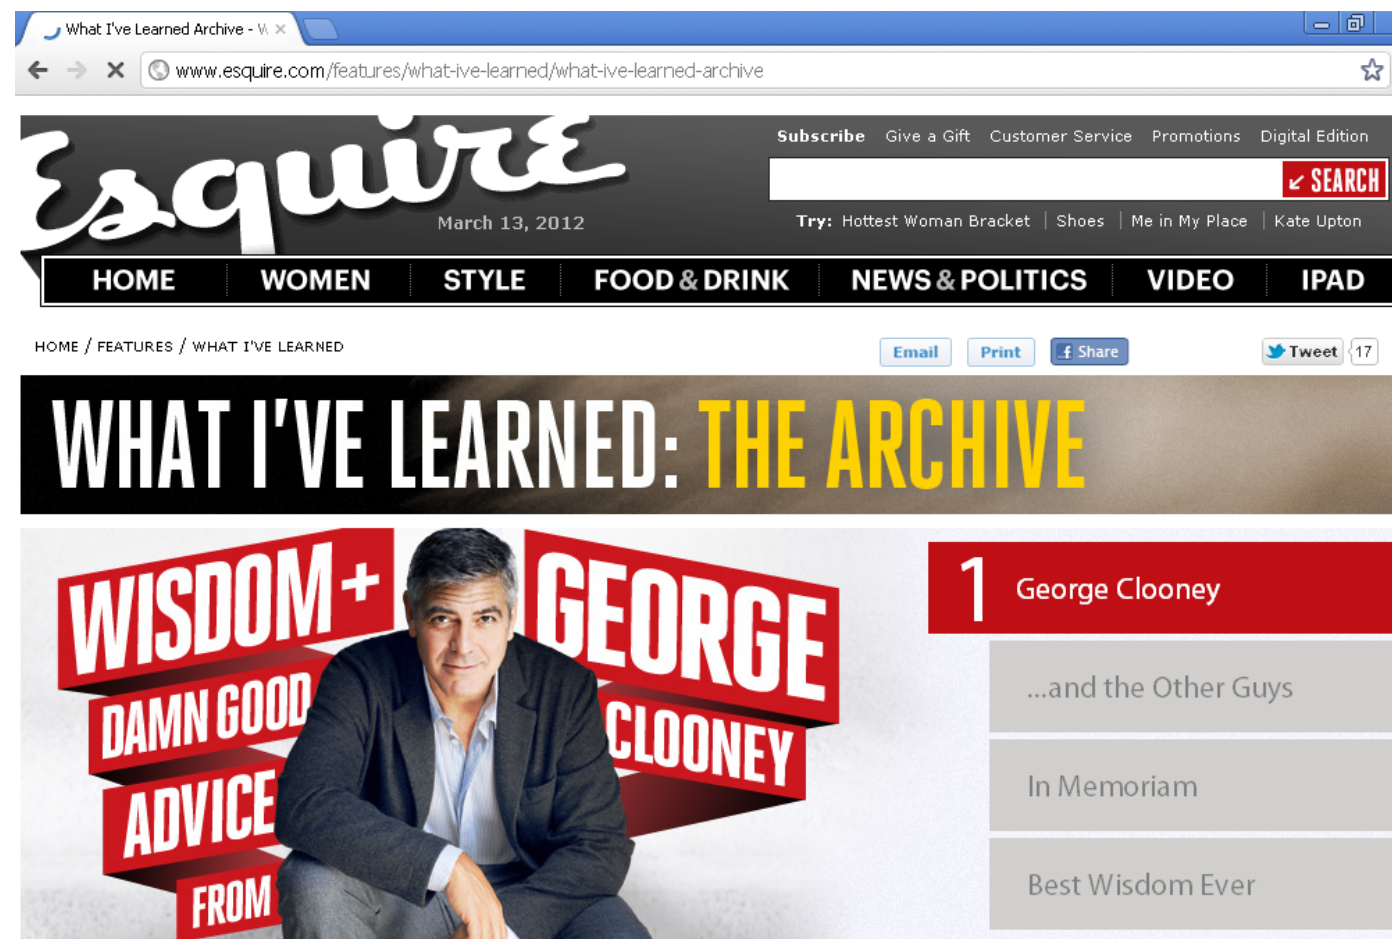 What I've Learned Archive - W
www.esquire.com/features/what-ive-learned/what-ive-learned-archive
Esquire
March 13, 2012
Subscribe Give a Gift Customer Service Promotions Digital Edition
SEARCH
Try: Hottest Woman Bracket | Shoes | Me in My Place | Kate Upton
HOME WOMEN STYLE FOOD & DRINK NEWS & POLITICS VIDEO IPAD
HOME / FEATURES / WHAT I'VE LEARNED
Email Print Share Tweet 17
WHAT I'VE LEARNED: THE ARCHIVE
WISDOM +
DAMN GOOD
ADVICE
FROM
GEORGE
CLOONEY
1 George Clooney
...and the Other Guys
In Memoriam
Best Wisdom Ever